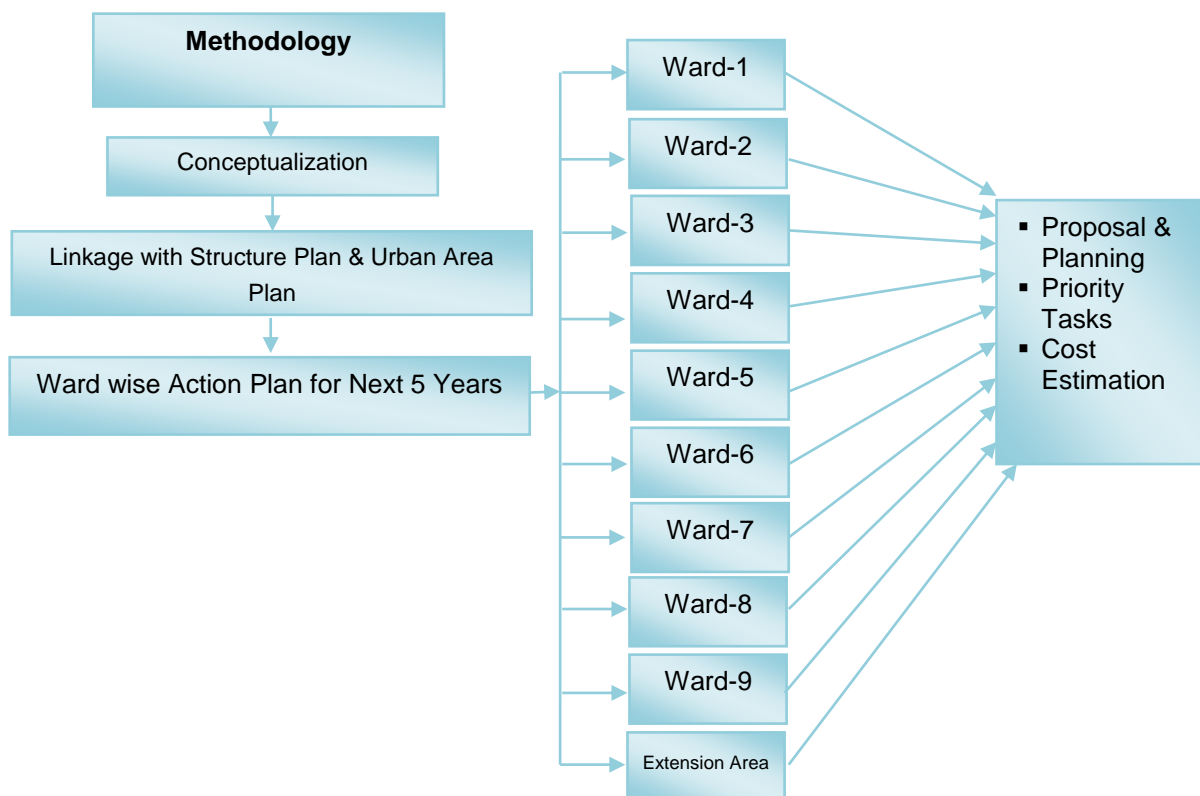 Methodology
Conceptualization
Linkage with Structure Plan & Urban Area
Plan
Ward wise Action Plan for Next 5 Years
Ward-1
Ward-2
Ward-3
Ward-4
Ward-5
Ward-6
Ward-7
Ward-8
Ward-9
Extension Area
▪ Proposal &
Planning
▪ Priority
Tasks
▪ Cost
Estimation